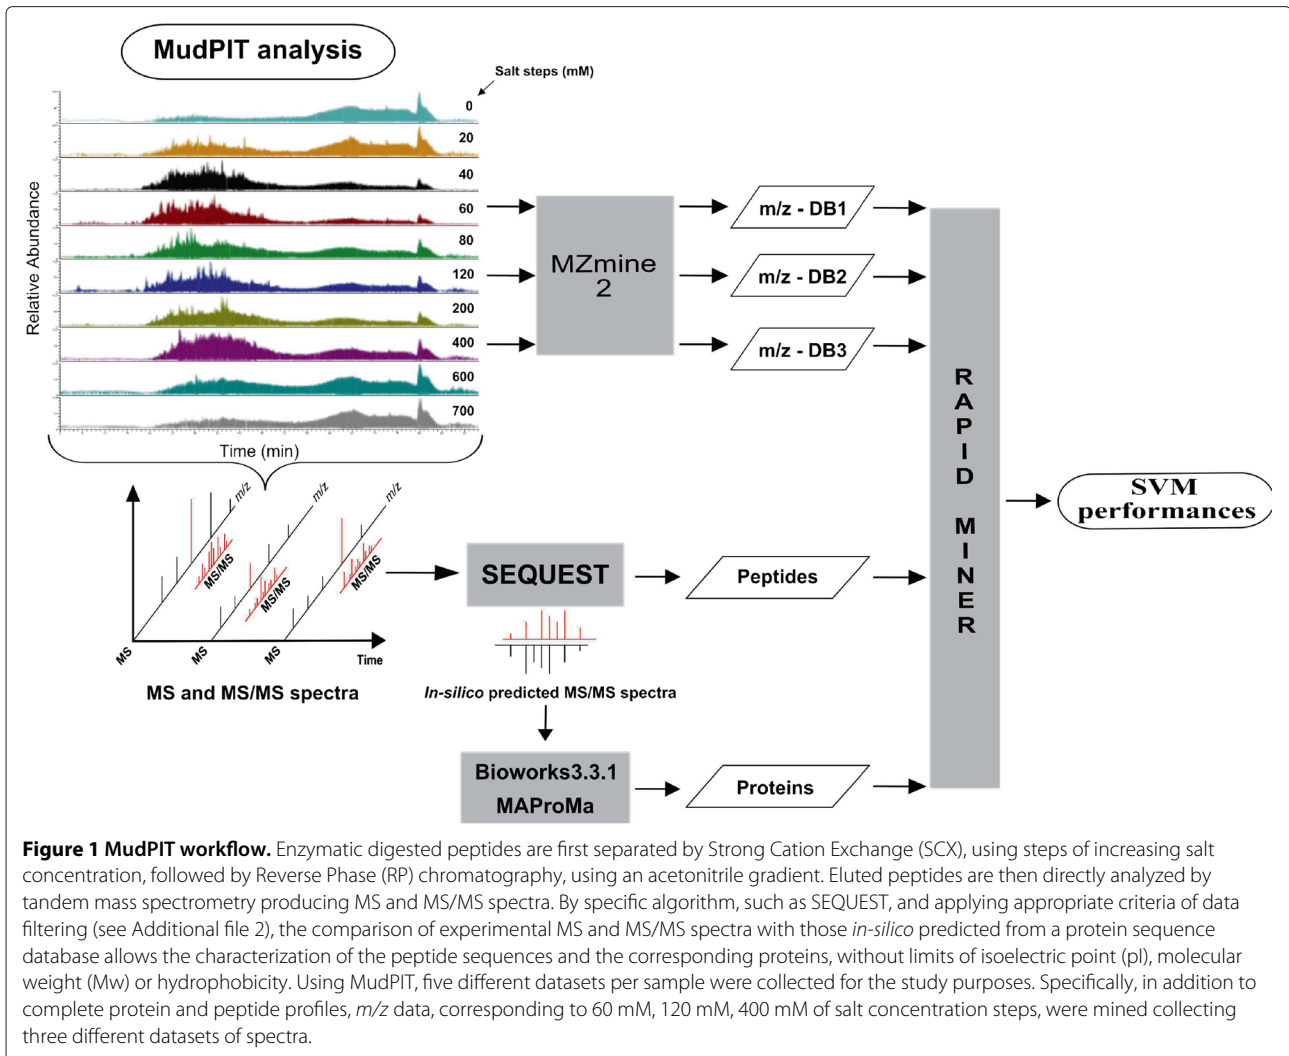 MudPIT analysis
Salt steps (mM)
0
20
40
60
80
120
200
400
600
700
Relative Abundance
Time (min)
MZmine
2
m/z - DB1
m/z - DB2
m/z - DB3
RAPID MINER
SVM
performances
m/z
m/z
m/z
MS/MS
MS/MS
MS/MS
MS
MS
MS
Time
MS and MS/MS spectra
SEQUEST
Peptides
In-silico predicted MS/MS spectra
Bioworks3.3.1
MAProMa
Proteins
Figure 1 MudPIT workflow. Enzymatic digested peptides are first separated by Strong Cation Exchange (SCX), using steps of increasing salt
concentration, followed by Reverse Phase (RP) chromatography, using an acetonitrile gradient. Eluted peptides are then directly analyzed by
tandem mass spectrometry producing MS and MS/MS spectra. By specific algorithm, such as SEQUEST, and applying appropriate criteria of data
filtering (see Additional file 2), the comparison of experimental MS and MS/MS spectra with those in-silico predicted from a protein sequence
database allows the characterization of the peptide sequences and the corresponding proteins, without limits of isoelectric point (pI), molecular
weight (Mw) or hydrophobicity. Using MudPIT, five different datasets per sample were collected for the study purposes. Specifically, in addition to
complete protein and peptide profiles, m/z data, corresponding to 60 mM, 120 mM, 400 mM of salt concentration steps, were mined collecting
three different datasets of spectra.